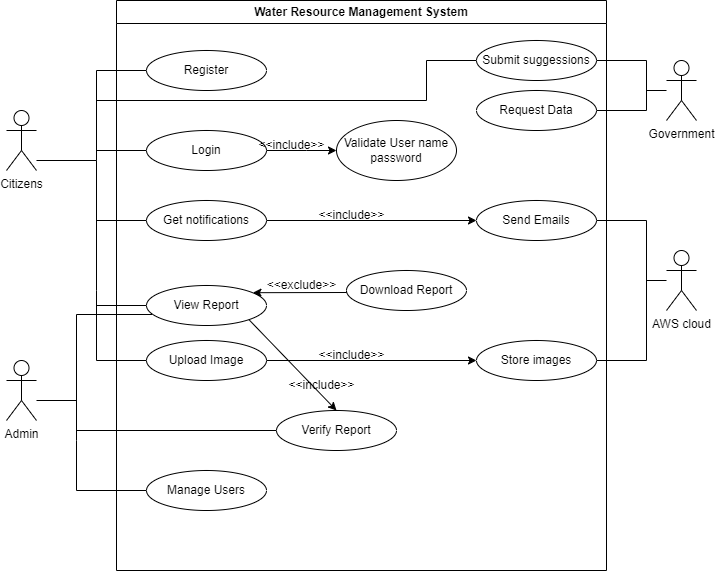 Water Resource Management System
Register
Submit suggessions
Request Data
Government
Citizens
Login
<<include>>
Validate User name
password
Get notifications
<<include>>
Send Emails
View Report
<<exclude>>
Download Report
AWS cloud
Upload Image
<<include>>
Store images
<<include>>
Admin
Verify Report
Manage Users